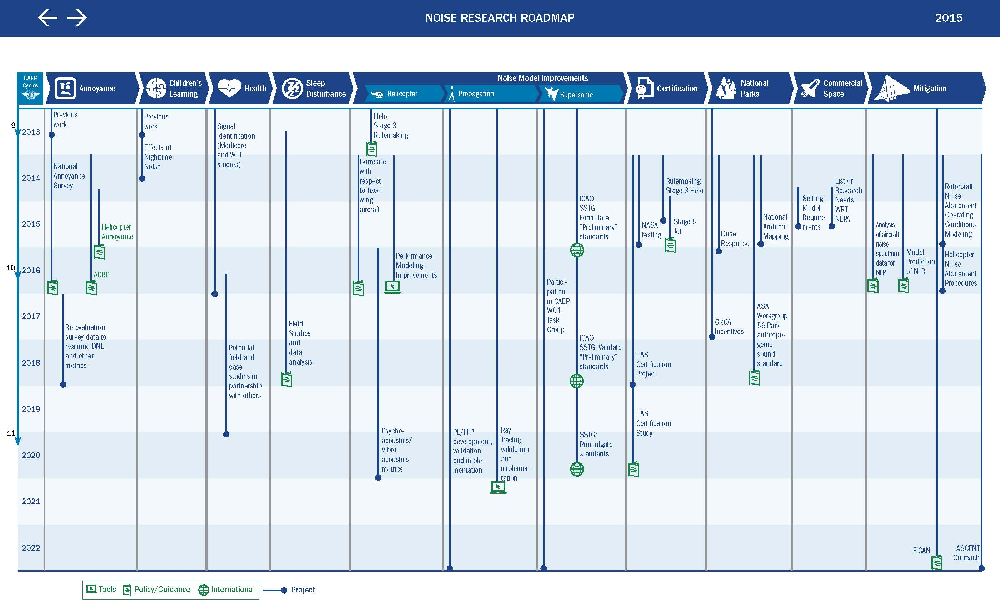 NOISE RESEARCH ROADMAP
2015
CAEP
Cycles
Annoyance
Children's
Learning
Health
Sleep
Disturbance
Noise Model Improvements
Helicopter
Propagation
Supersonic
Certification
National
Parks
Commercial
Space
Mitigation
9
10
11
2013
2014
2015
2016
2017
2018
2019
2020
2021
2022
Previous
work
National
Annoyance
Survey
Helicopter
Annoyance
ACRP
Re-evaluation
survey data to
examine DNL
and other
metrics
Previous
work
Effects of
Nighttime
Noise
Signal
Identification
(Medicare
and WHI
studies)
Potential
field and
case
studies in
partnership
with others
Field
Studies
and
data
analysis
Helo
Stage 3
Rulemaking
Correlate
with
respect
to fixed
wing
aircraft
Performance
Modeling
Improvements
Psycho-
acoustics/
Vibro
acoustics
metrics
PE/FFP
development,
validation
and imple-
mentation
Ray
Tracing
validation
and
implemen-
tation
Partici-
pation
in CAEP
WG1
Task
Group
ICAO
SSTG:
Formulate
“Preliminary”
standards
ICAO
SSTG: Validate
“Preliminary”
standards
SSTG:
Promulgate
standards
Rulemaking
Stage 3 Helo
NASA
testing
Stage 5
Jet
UAS
Certification
Project
UAS
Certification
Study
Dose
Response
GRCA
Incentives
National
Ambient
Mapping
ASA
Workgroup
56 Park
anthropo-
genic
sound
standard
Setting
Model
Require-
ments
List of
Research
Needs
WRT
NEPA
Analysis
of aircraft
noise
spectrum
data for
NLR
Model
Prediction
of NLR
Rotorcraft
Noise
Abatement
Operating
Conditions
Modeling
Helicopter
Noise
Abatement
Procedures
FICAN
ASCENT
Outreach
Tools
Policy/Guidance
International
Project